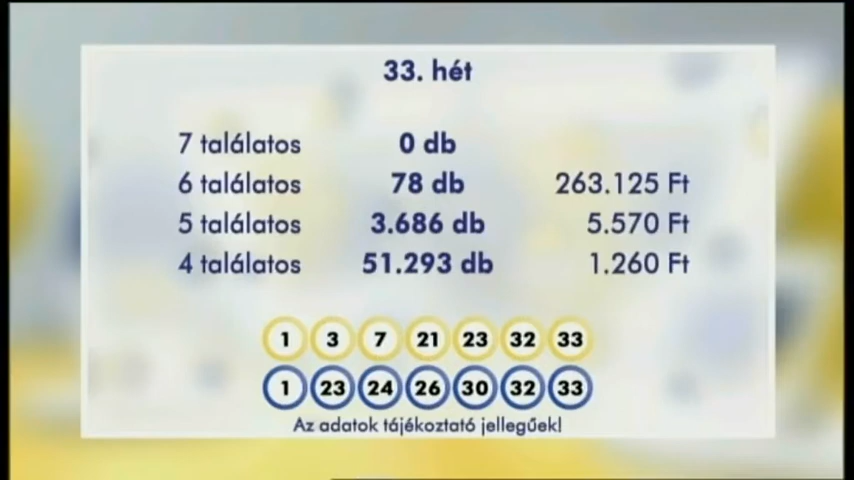 33. hét
7 találatos 0 db
6 találatos 78 db 263.125 Ft
5 találatos 3.686 db 5.570 Ft
4 találatos 51.293 db 1.260 Ft
1 3 7 21 23 32 33
1 23 24 26 30 32 33
Az adatok tájékoztató jellegűek!